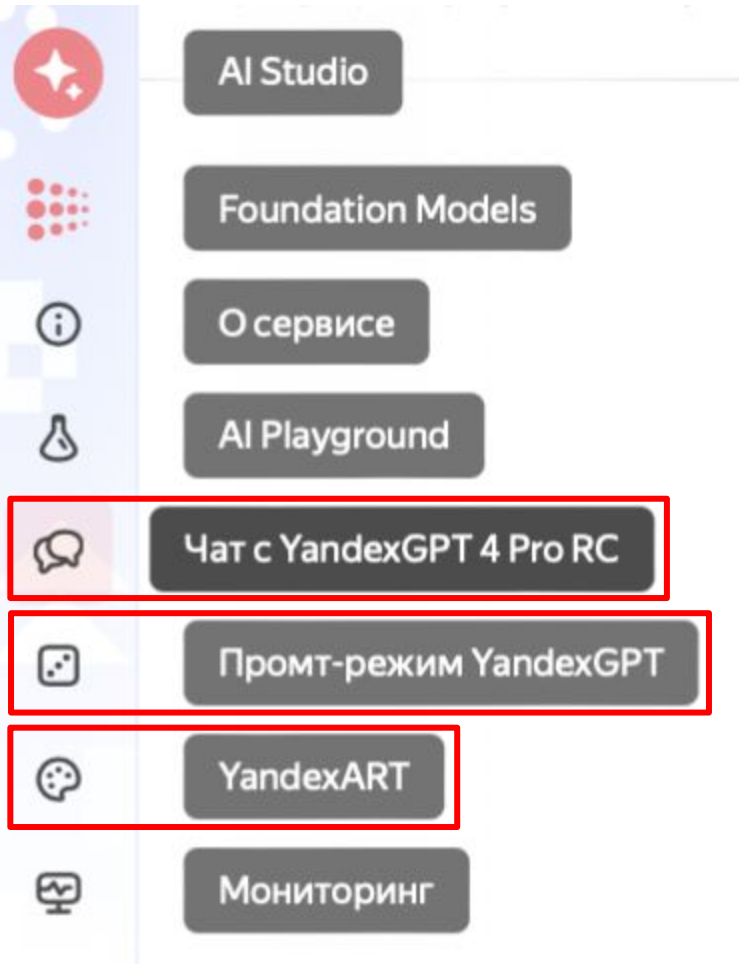 AI Studio
Foundation Models
О сервисе
AI Playground
Чат с YandexGPT 4 Pro RC
Промт-режим YandexGPT
YandexART
Мониторинг